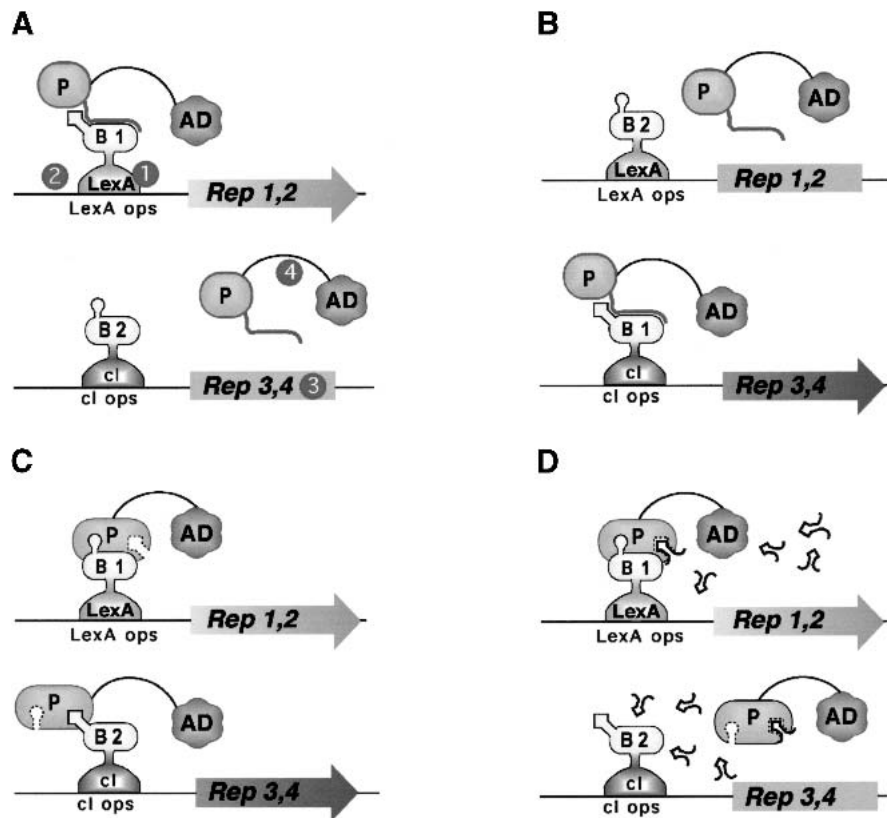 A
P
AD
B 1
2
LexA
1
Rep 1,2
LexA ops
4
P
AD
B 2
cI
Rep 3,4
3
cI ops
B
P
AD
B 2
LexA
Rep 1,2
LexA ops
P
AD
B 1
cI
Rep 3,4
cI ops
C
P
AD
B 1
LexA
Rep 1,2
LexA ops
P
AD
B 2
cI
Rep 3,4
cI ops
D
P
AD
B 1
LexA
Rep 1,2
LexA ops
P
AD
B 2
cI
Rep 3,4
cI ops